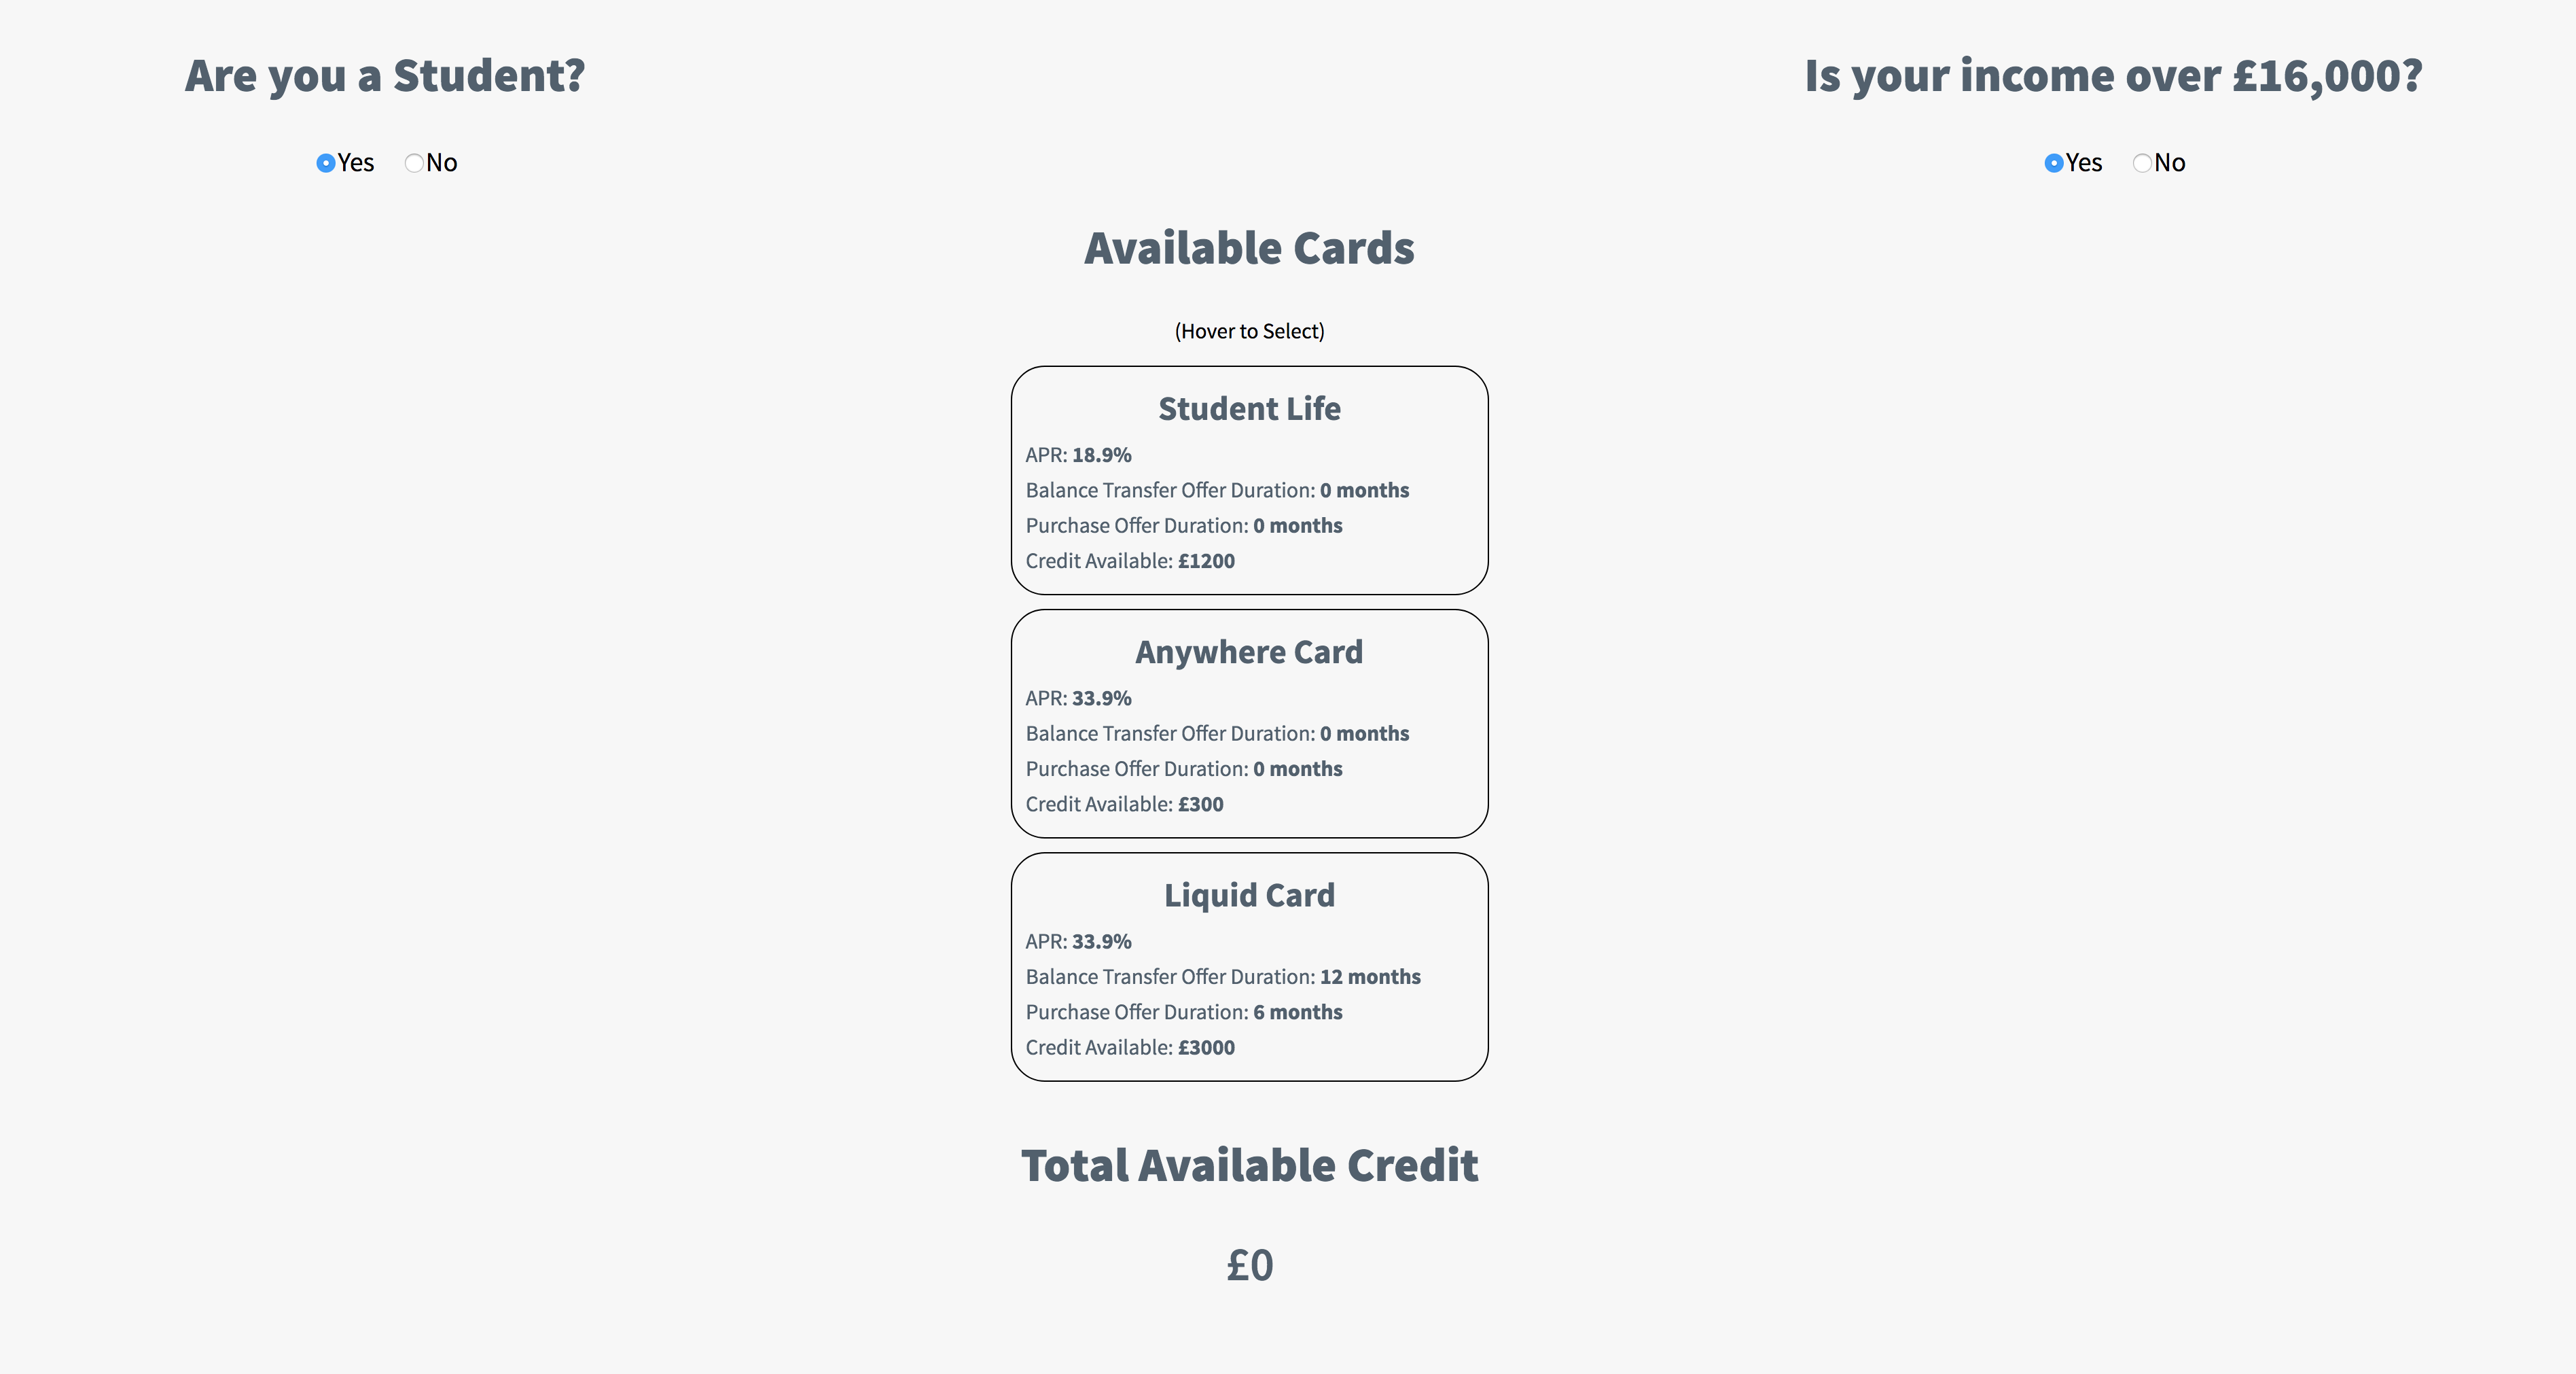 Are you a Student?
Is your income over £16,000?
Yes No
Yes No
Available Cards
(Hover to Select)
Student Life
APR: 18.9%
Balance Transfer Offer Duration: 0 months
Purchase Offer Duration: 0 months
Credit Available: £1200
Anywhere Card
APR: 33.9%
Balance Transfer Offer Duration: 0 months
Purchase Offer Duration: 0 months
Credit Available: £300
Liquid Card
APR: 33.9%
Balance Transfer Offer Duration: 12 months
Purchase Offer Duration: 6 months
Credit Available: £3000
Total Available Credit
£0